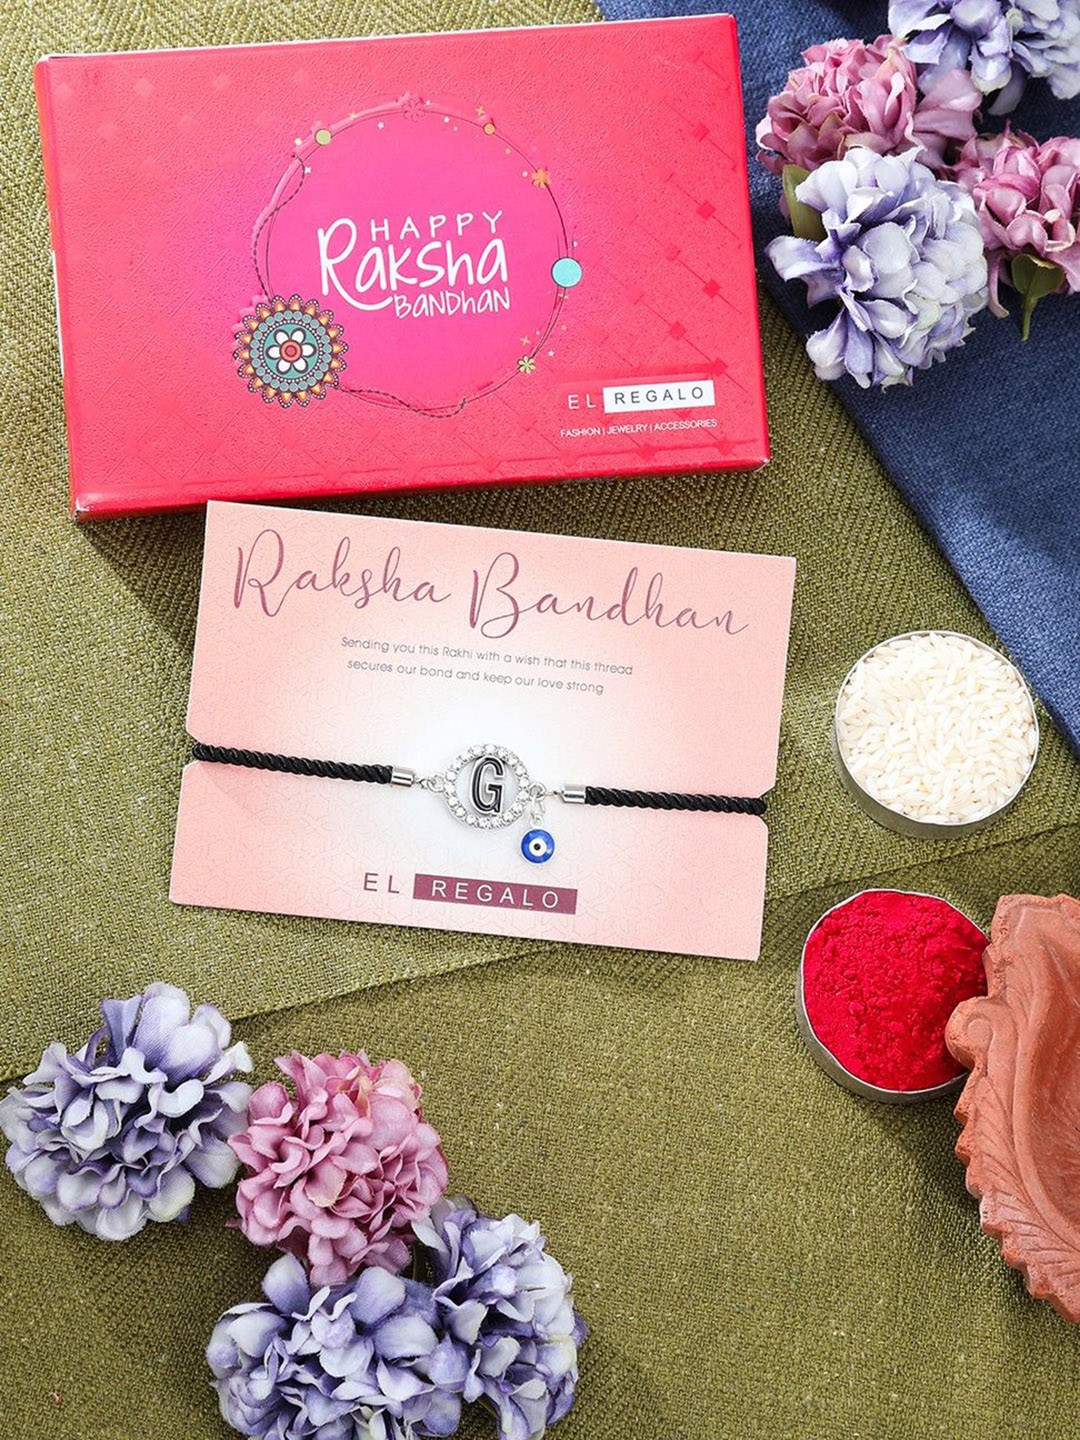 HAPPY
Raksha
BANDHAN
EL REGALO
FASHION | JEWELRY | ACCESSORIES
Raksha Bandhan
Sending you this Rakhi with a wish that this thread
secures our bond and keep our love strong
G
EL REGALO